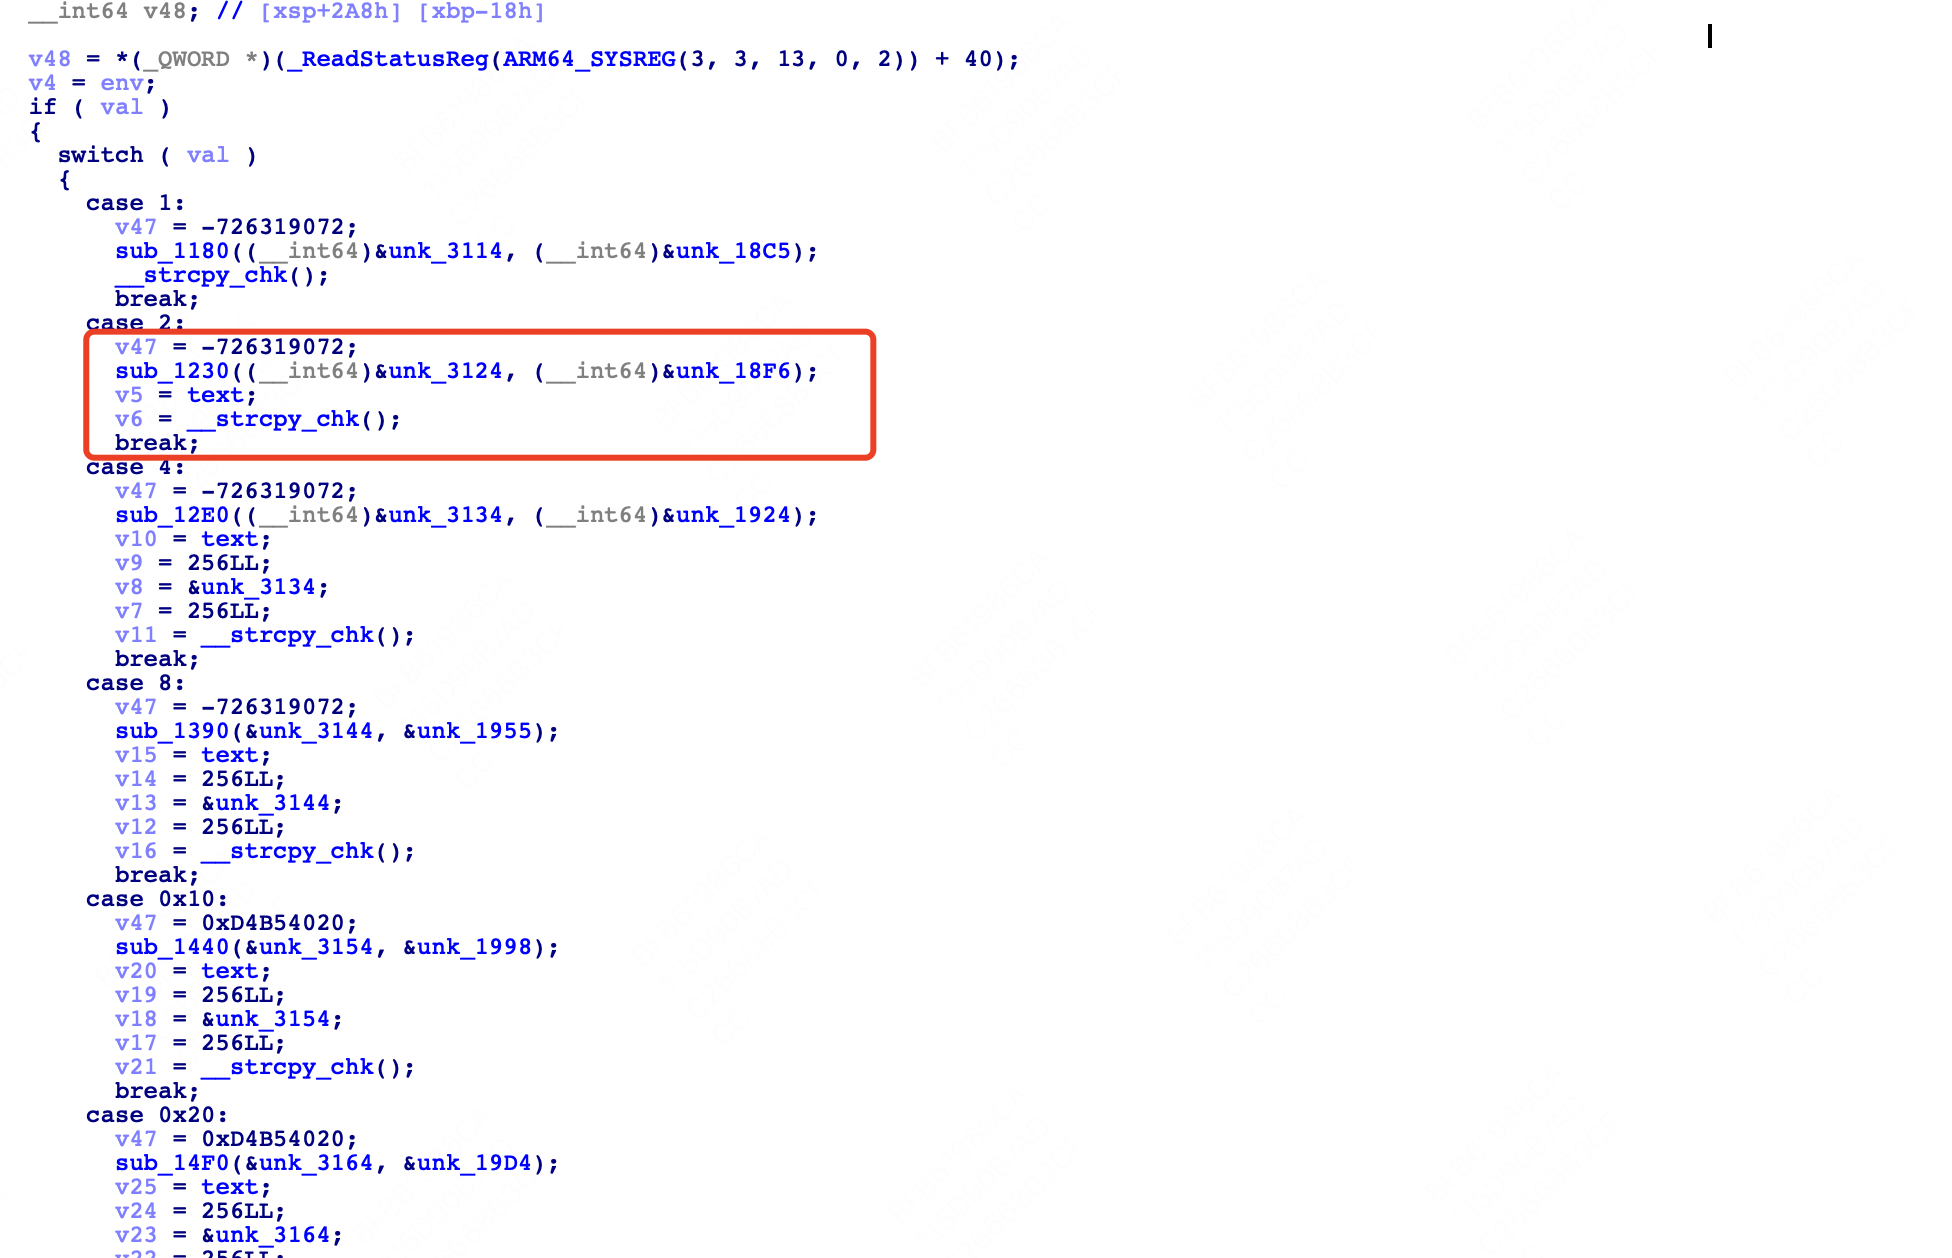 __int64 v48; // [xsp+2A8h] [xbp-18h]
v48 = *(_QWORD *)(_ReadStatusReg(ARM64_SYSREG(3, 3, 13, 0, 2)) + 40);
v4 = env;
if ( val )
{
switch ( val )
{
case 1:
v47 = -726319072;
sub_1180((__int64)&unk_3114, (__int64)&unk_18C5);
__strcpy_chk();
break;
case 2:
v47 = -726319072;
sub_1230((__int64)&unk_3124, (__int64)&unk_18F6);
v5 = text;
v6 = __strcpy_chk();
break;
case 4:
v47 = -726319072;
sub_12E0((__int64)&unk_3134, (__int64)&unk_1924);
v10 = text;
v9 = 256LL;
v8 = &unk_3134;
v7 = 256LL;
v11 = __strcpy_chk();
break;
case 8:
v47 = -726319072;
sub_1390(&unk_3144, &unk_1955);
v15 = text;
v14 = 256LL;
v13 = &unk_3144;
v12 = 256LL;
v16 = __strcpy_chk();
break;
case 0x10:
v47 = 0xD4B54020;
sub_1440(&unk_3154, &unk_1998);
v20 = text;
v19 = 256LL;
v18 = &unk_3154;
v17 = 256LL;
v21 = __strcpy_chk();
break;
case 0x20:
v47 = 0xD4B54020;
sub_14F0(&unk_3164, &unk_19D4);
v25 = text;
v24 = 256LL;
v23 = &unk_3164;
v22 = 256LL;